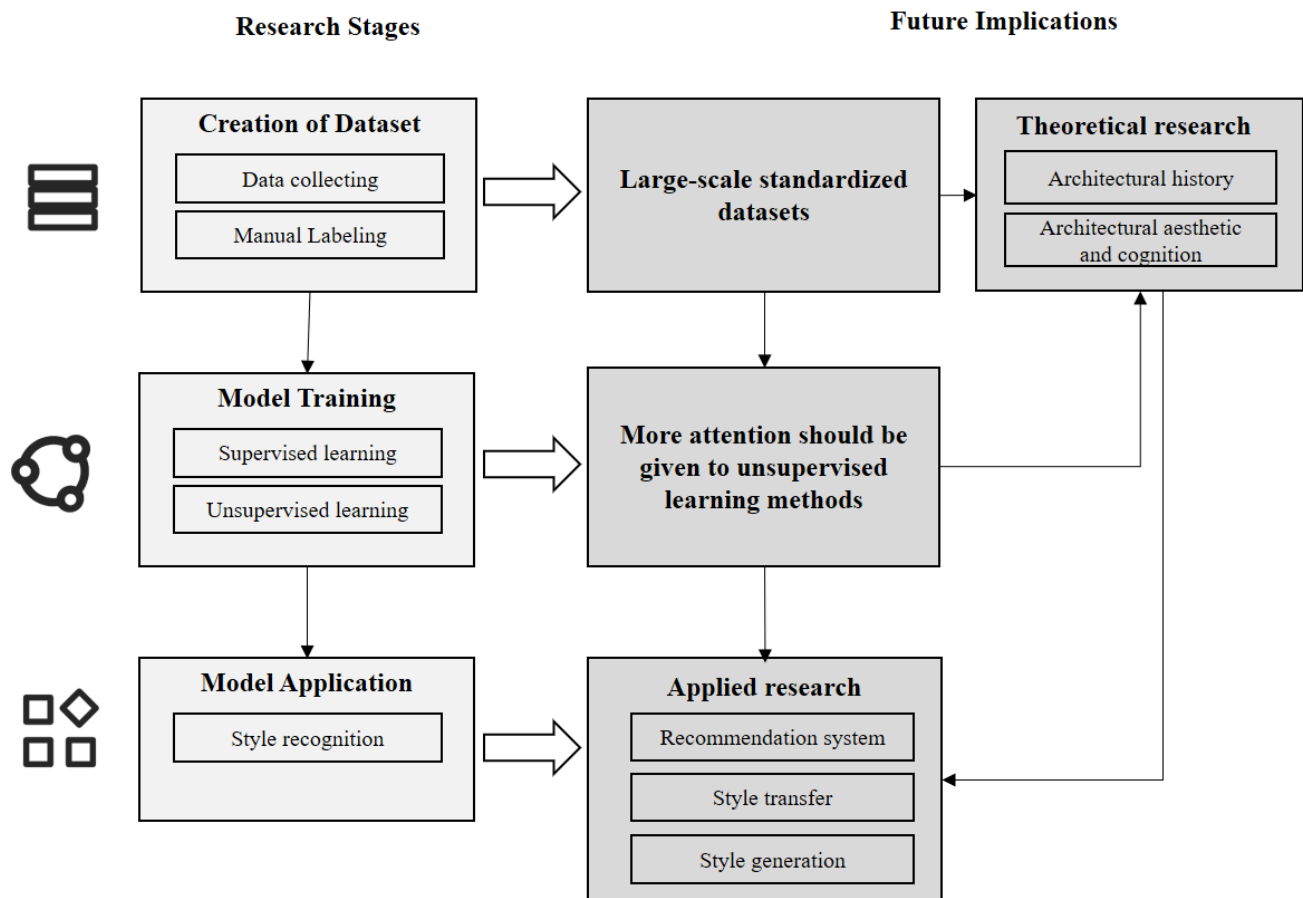 Research Stages
Future Implications
Creation of Dataset
Data collecting
Manual Labeling
Large-scale standardized
datasets
Theoretical research
Architectural history
Architectural aesthetic
and cognition
Model Training
Supervised learning
Unsupervised learning
More attention should be
given to unsupervised
learning methods
Model Application
Style recognition
Applied research
Recommendation system
Style transfer
Style generation